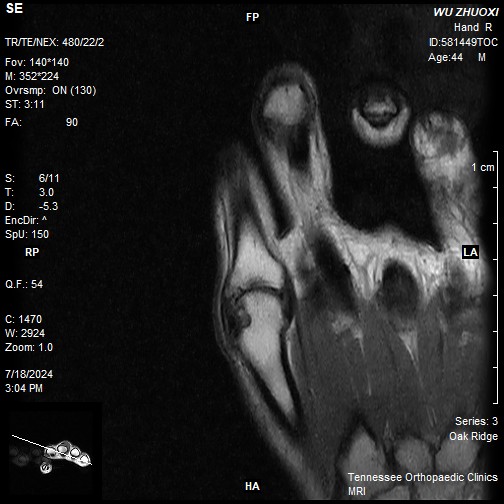 SE
FP
WU ZHUOXI
Hand R
ID:581449TOC
Age:44 M
TR/TE/NEX: 480/22/2
Fov: 140*140
M: 352*224
Ovrsmp: ON (130)
ST: 3:11
FA: 90
1 cm
S: 6/11
T: 3.0
D: -5.3
EncDir: ^
SpU: 150
RP
LA
Q.F.: 54
C: 1470
W: 2924
Zoom: 1.0
7/18/2024
3:04 PM
Series: 3
Oak Ridge
HA
Tennessee Orthopaedic Clinics
MRI